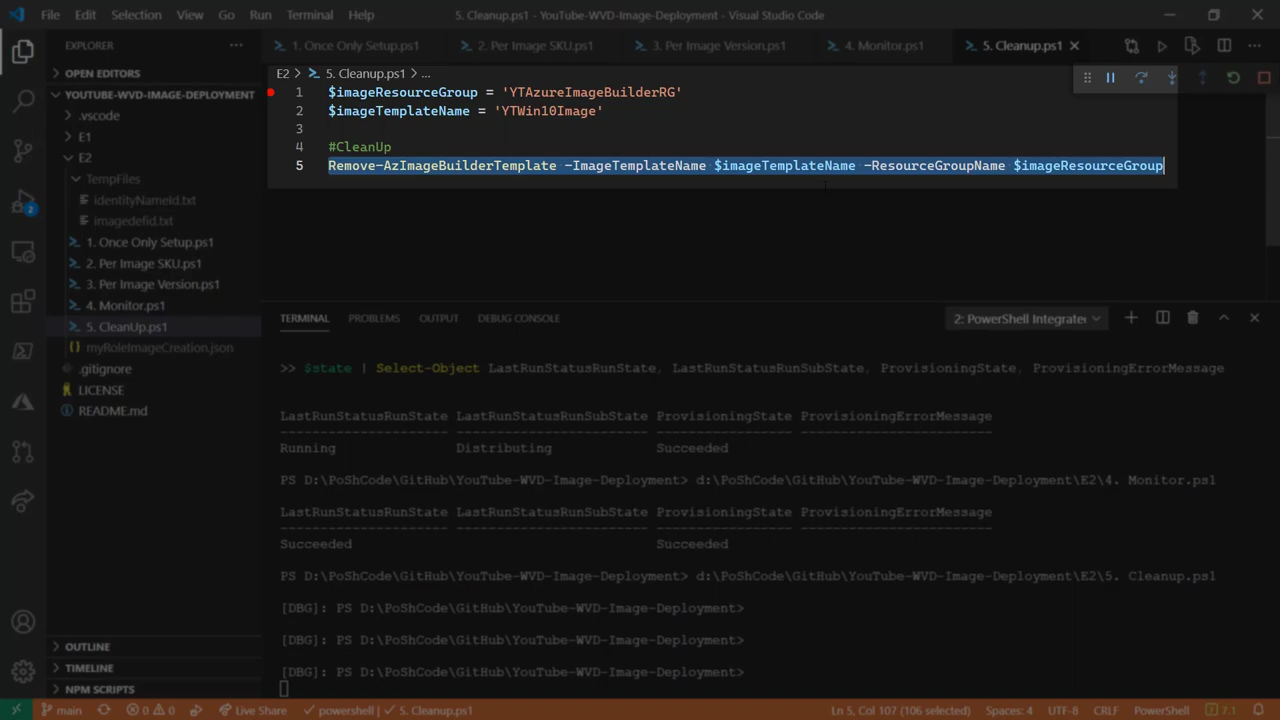 File Edit Selection View Go Run Terminal Help 5. Cleanup.ps1 - YouTube-WVD-Image-Deployment - Visual Studio Code
EXPLORER
1. Once Only Setup.ps1 2. Per Image SKU.ps1 3. Per Image Version.ps1 4. Monitor.ps1 5. Cleanup.ps1
OPEN EDITORS
YOUTUBE-WVD-IMAGE-DEPLOYMENT
.vscode
E1
E2
TempFiles
identityNameId.txt
imagedefid.txt
1. Once Only Setup.ps1
2. Per Image SKU.ps1
3. Per Image Version.ps1
4. Monitor.ps1
5. CleanUp.ps1
myRoleImageCreation.json
.gitignore
LICENSE
README.md
OUTLINE
TIMELINE
NPM SCRIPTS
2
E2 > 5. Cleanup.ps1 > ...
1 $imageResourceGroup = 'YTAzureImageBuilderRG'
2 $imageTemplateName = 'YTWin10Image'
3
4 #CleanUp
5 Remove-AzImageBuilderTemplate -ImageTemplateName $imageTemplateName -ResourceGroupName $imageResourceGroup
TERMINAL PROBLEMS OUTPUT DEBUG CONSOLE 2: PowerShell Integrate
>> $state | Select-Object LastRunStatusRunState, LastRunStatusRunSubState, ProvisioningState, ProvisioningErrorMessage
LastRunStatusRunState LastRunStatusRunSubState ProvisioningState ProvisioningErrorMessage
--------------------- ------------------------ ----------------- ------------------------
Running Distributing Succeeded
PS D:\PoShCode\GitHub\YouTube-WVD-Image-Deployment> d:\PoShCode\GitHub\YouTube-WVD-Image-Deployment\E2\4. Monitor.ps1
LastRunStatusRunState LastRunStatusRunSubState ProvisioningState ProvisioningErrorMessage
--------------------- ------------------------ ----------------- ------------------------
Succeeded Succeeded
PS D:\PoShCode\GitHub\YouTube-WVD-Image-Deployment> d:\PoShCode\GitHub\YouTube-WVD-Image-Deployment\E2\5. Cleanup.ps1
[DBG]: PS D:\PoShCode\GitHub\YouTube-WVD-Image-Deployment>
[DBG]: PS D:\PoShCode\GitHub\YouTube-WVD-Image-Deployment>
[DBG]: PS D:\PoShCode\GitHub\YouTube-WVD-Image-Deployment>
main 0 0 Live Share powershell | 5. Cleanup.ps1 Ln 5, Col 107 (106 selected) Spaces: 4 UTF-8 CRLF PowerShell 7.1